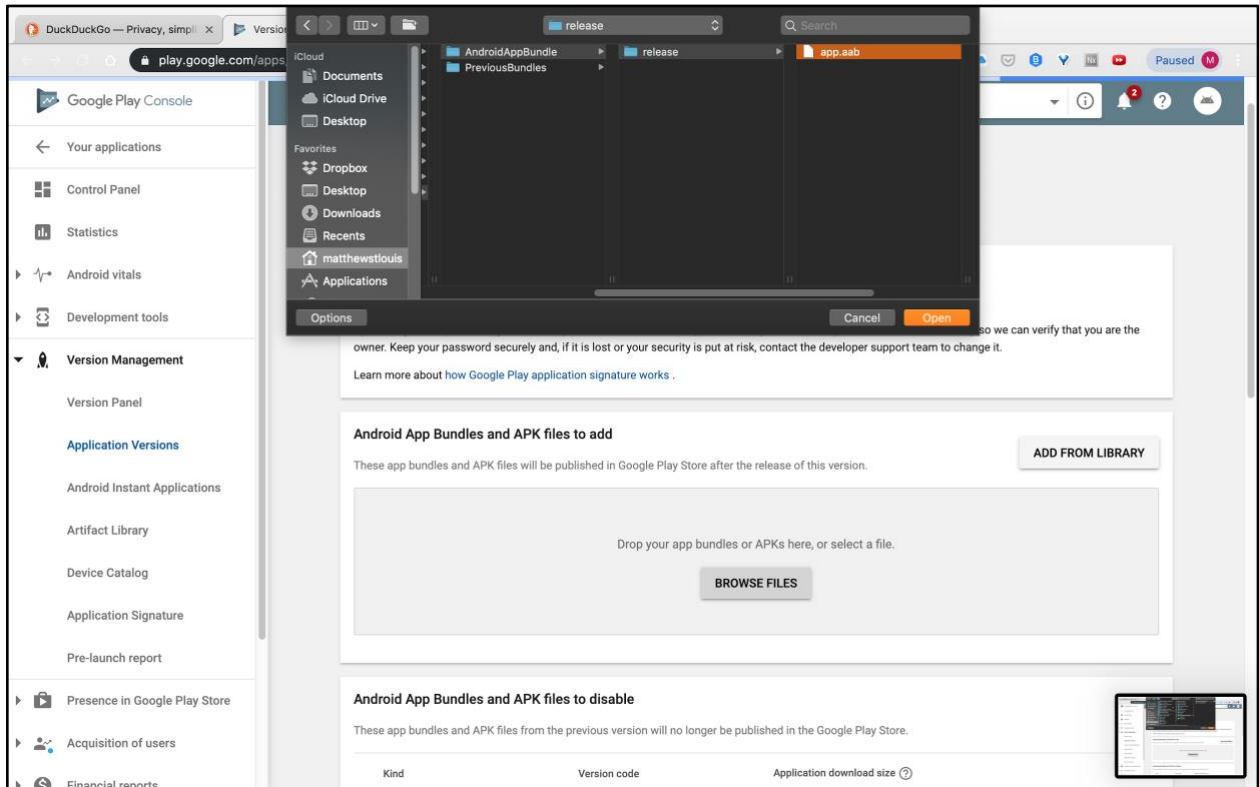 DuckDuckGo — Privacy, simpli
Versio
release
Search
play.google.com/apps
Paused
M
iCloud
Documents
iCloud Drive
Desktop
Favorites
Dropbox
Desktop
Downloads
Recents
matthewstlouis
Applications
AndroidAppBundle
PreviousBundles
release
app.aab
Options
Cancel
Open
Google Play Console
2
Your applications
Control Panel
Statistics
Android vitals
Development tools
Version Management
Version Panel
Application Versions
Android Instant Applications
Artifact Library
Device Catalog
Application Signature
Pre-launch report
Presence in Google Play Store
Acquisition of users
Financial reports
so we can verify that you are the
owner. Keep your password securely and, if it is lost or your security is put at risk, contact the developer support team to change it.
Learn more about how Google Play application signature works .
Android App Bundles and APK files to add
ADD FROM LIBRARY
These app bundles and APK files will be published in Google Play Store after the release of this version.
Drop your app bundles or APKs here, or select a file.
BROWSE FILES
Android App Bundles and APK files to disable
These app bundles and APK files from the previous version will no longer be published in the Google Play Store.
Kind Version code Application download size